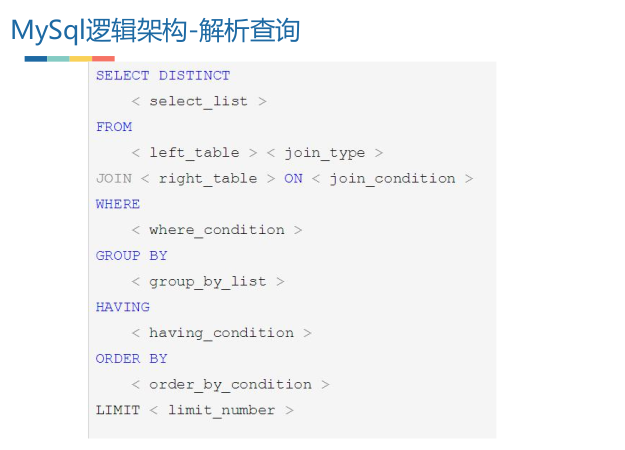 MySql逻辑架构-解析查询
SELECT DISTINCT
< select_list >
FROM
< left_table > < join_type >
JOIN < right_table > ON < join_condition >
WHERE
< where_condition >
GROUP BY
< group_by_list >
HAVING
< having_condition >
ORDER BY
< order_by_condition >
LIMIT < limit_number >